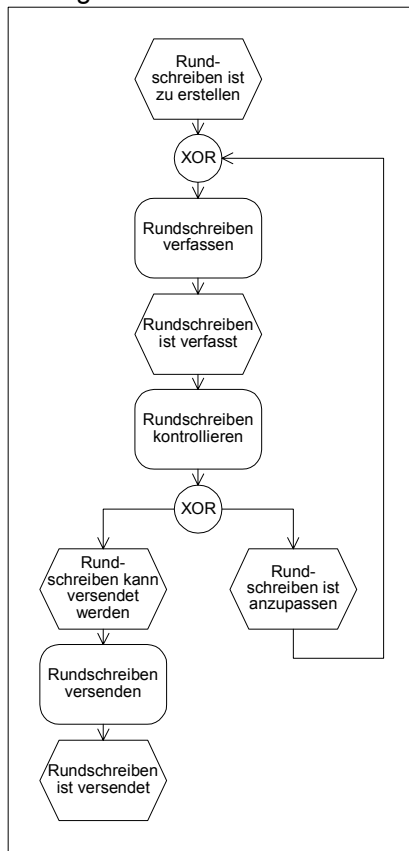 Rund-
schreiben ist
zu erstellen
XOR
Rundschreiben
verfassen
Rundschreiben
ist verfasst
Rundschreiben
kontrollieren
XOR
Rund-
schreiben kann
versendet
werden
Rund-
schreiben ist
anzupassen
Rundschreiben
versenden
Rundschreiben
ist versendet